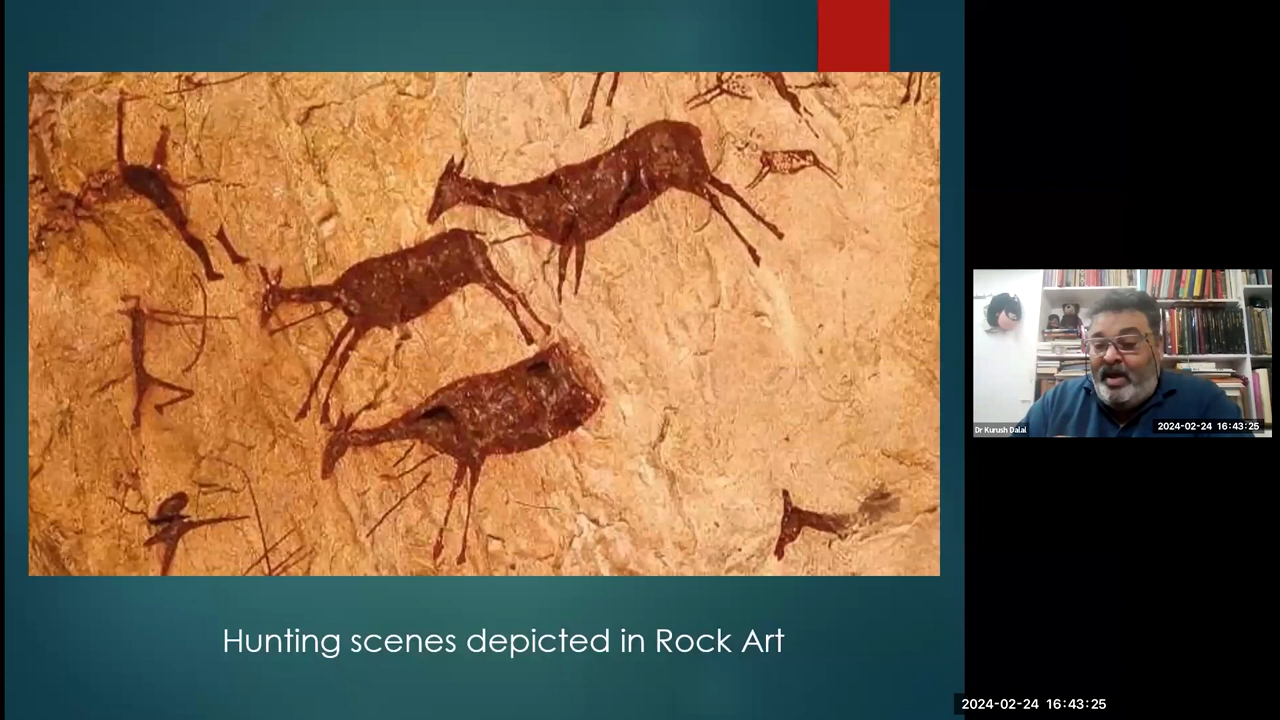 Hunting scenes depicted in Rock Art
Dr Kurush Dalal
2024-02-24 16:43:25
2024-02-24 16:43:25